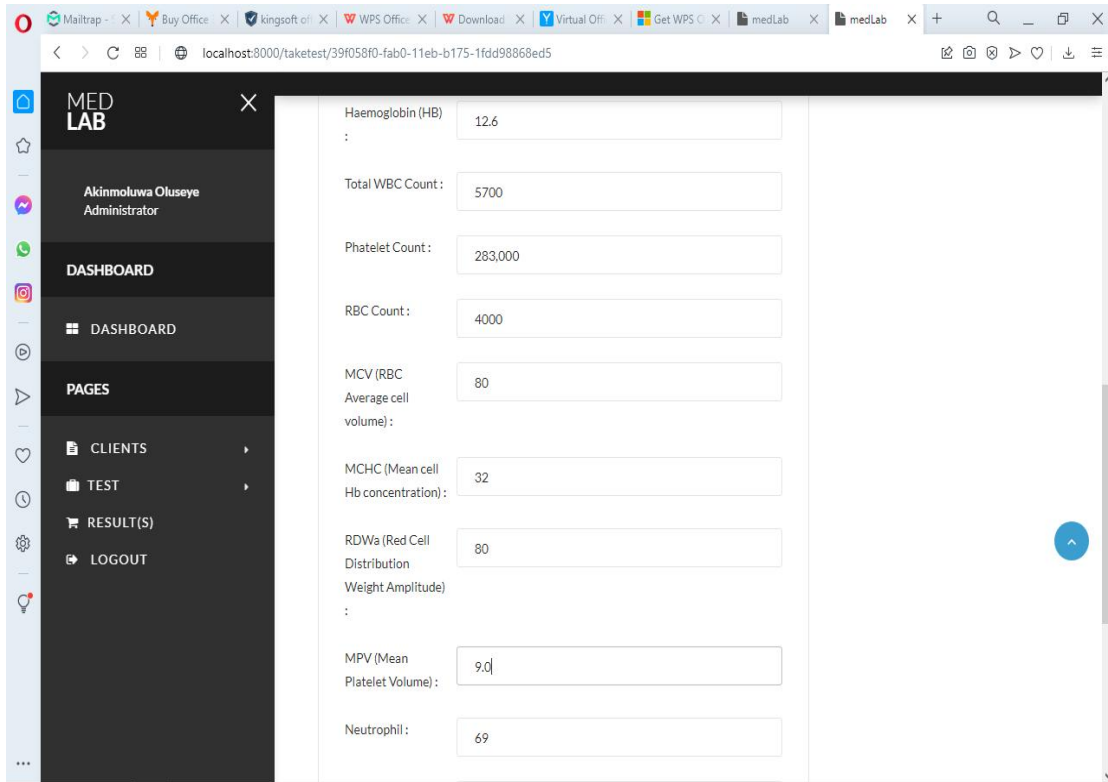 Mailtrap -
Buy Office
kingsoft of
WPS Office
Download
Virtual Offi
Get WPS O
medLab
medLab
localhost:8000/taketest/39f058f0-fab0-11eb-b175-1fdd98868ed5
MED
LAB
Akinmoluwa Oluseye
Administrator
DASHBOARD
DASHBOARD
PAGES
CLIENTS
TEST
RESULT(S)
LOGOUT
Haemoglobin (HB)
:
12.6
Total WBC Count :
5700
Phatelet Count :
283,000
RBC Count :
4000
MCV (RBC
Average cell
volume) :
80
MCHC (Mean cell
Hb concentration) :
32
RDWa (Red Cell
Distribution
Weight Amplitude)
:
80
MPV (Mean
Platelet Volume) :
9.0
Neutrophil :
69